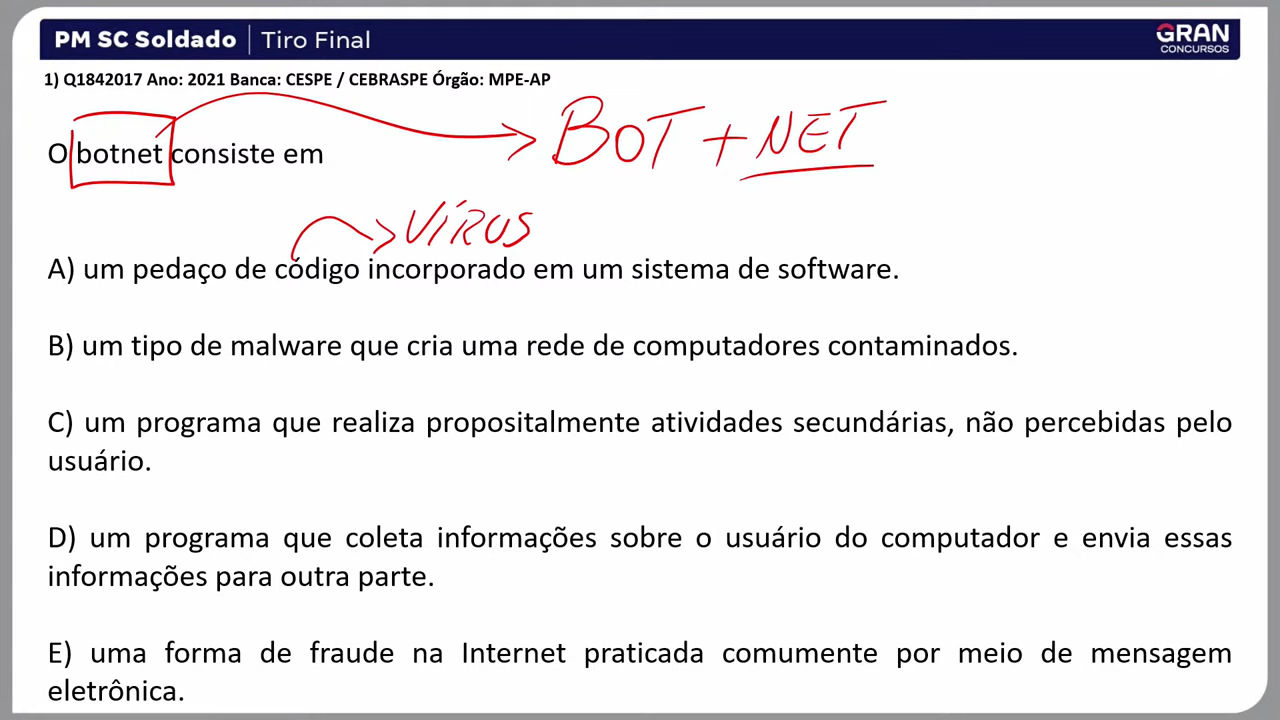 PM SC Soldado | Tiro Final
GRAN
CONCURSOS
1) Q1842017 Ano: 2021 Banca: CESPE / CEBRASPE Órgão: MPE-AP
O botnet consiste em
BOT + NET
VÍRUS
A) um pedaço de código incorporado em um sistema de software.
B) um tipo de malware que cria uma rede de computadores contaminados.
C) um programa que realiza propositalmente atividades secundárias, não percebidas pelo
usuário.
D) um programa que coleta informações sobre o usuário do computador e envia essas
informações para outra parte.
E) uma forma de fraude na Internet praticada comumente por meio de mensagem
eletrônica.